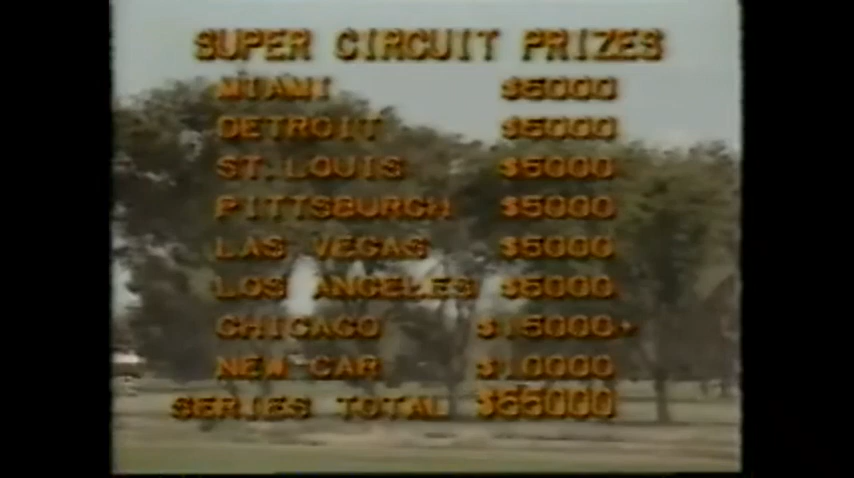 SUPER CIRCUIT PRIZES
MIAMI $5000
DETROIT $5000
ST. LOUIS $5000
PITTSBURGH $5000
LAS VEGAS $5000
LOS ANGELES $5000
CHICAGO $15000+
NEW CAR $10000
SERIES TOTAL $55000